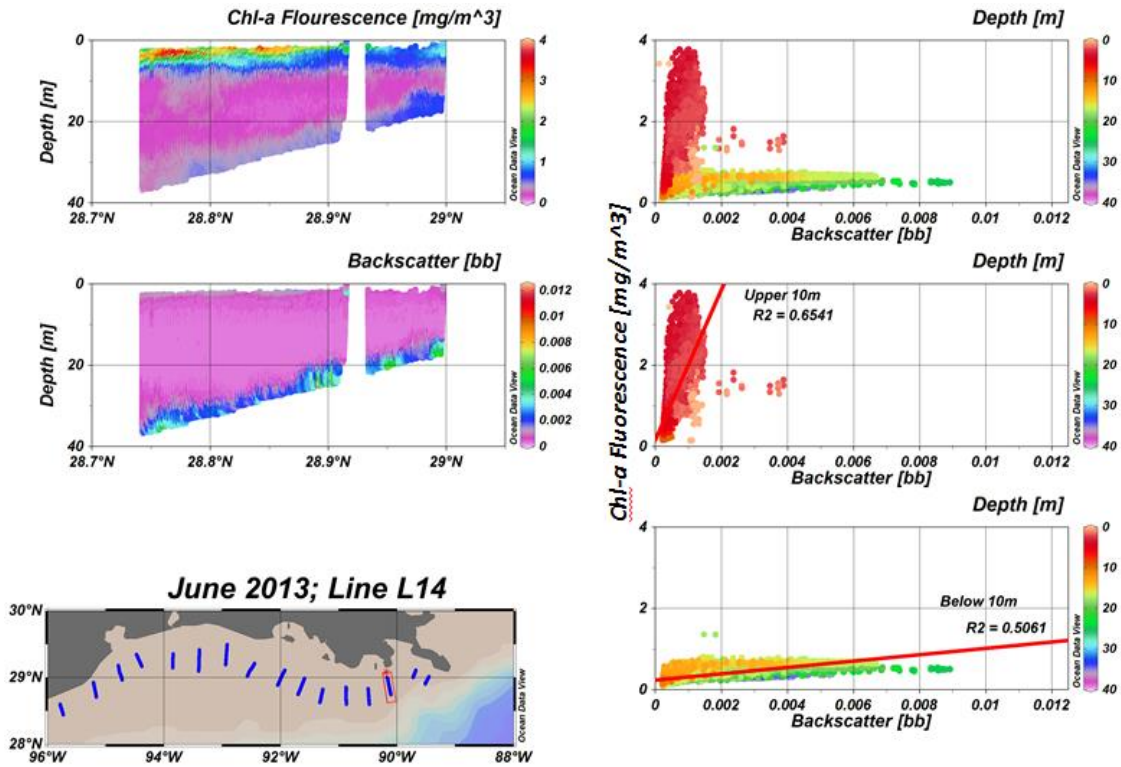 Chl-a Flourescence [mg/m^3]
0
20
40
Depth [m]
28.7°N 28.8°N 28.9°N 29°N
4
3
2
1
0
Ocean Data View
Backscatter [bb]
0
20
40
Depth [m]
28.7°N 28.8°N 28.9°N 29°N
0.012
0.01
0.008
0.006
0.004
0.002
0
Ocean Data View
June 2013; Line L14
30°N
29°N
28°N
96°W 94°W 92°W 90°W 88°W
Ocean Data View
Chl-a Fluorescence [mg/m^3]
Depth [m]
4
2
0
0 0.002 0.004 0.006 0.008 0.01 0.012
Backscatter [bb]
0
10
20
30
40
Ocean Data View
Depth [m]
4
2
0
Upper 10m
R2 = 0.6541
0 0.002 0.004 0.006 0.008 0.01 0.012
Backscatter [bb]
0
10
20
30
40
Ocean Data View
Depth [m]
4
2
0
Below 10m
R2 = 0.5061
0 0.002 0.004 0.006 0.008 0.01 0.012
Backscatter [bb]
0
10
20
30
40
Ocean Data View